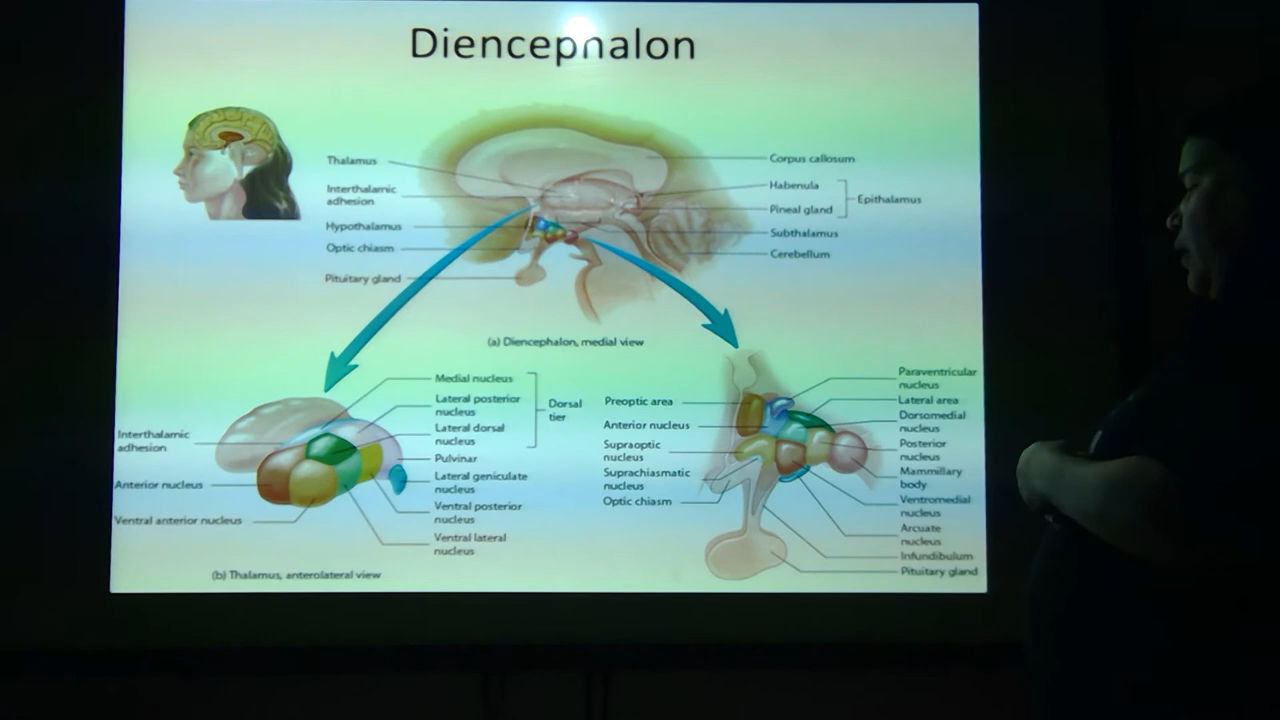 Diencephalon
Thalamus
Interthalamic
adhesion
Hypothalamus
Optic chiasm
Pituitary gland
Corpus callosum
Habenula
Pineal gland
Epithalamus
Subthalamus
Cerebellum
(a) Diencephalon, medial view
Medial nucleus
Lateral posterior
nucleus
Lateral dorsal
nucleus
Dorsal
tier
Pulvinar
Lateral geniculate
nucleus
Ventral posterior
nucleus
Ventral lateral
nucleus
Interthalamic
adhesion
Anterior nucleus
Ventral anterior nucleus
(b) Thalamus, anterolateral view
Preoptic area
Anterior nucleus
Supraoptic
nucleus
Suprachiasmatic
nucleus
Optic chiasm
Paraventricular
nucleus
Lateral area
Dorsomedial
nucleus
Posterior
nucleus
Mammillary
body
Ventromedial
nucleus
Arcuate
nucleus
Infundibulum
Pituitary gland